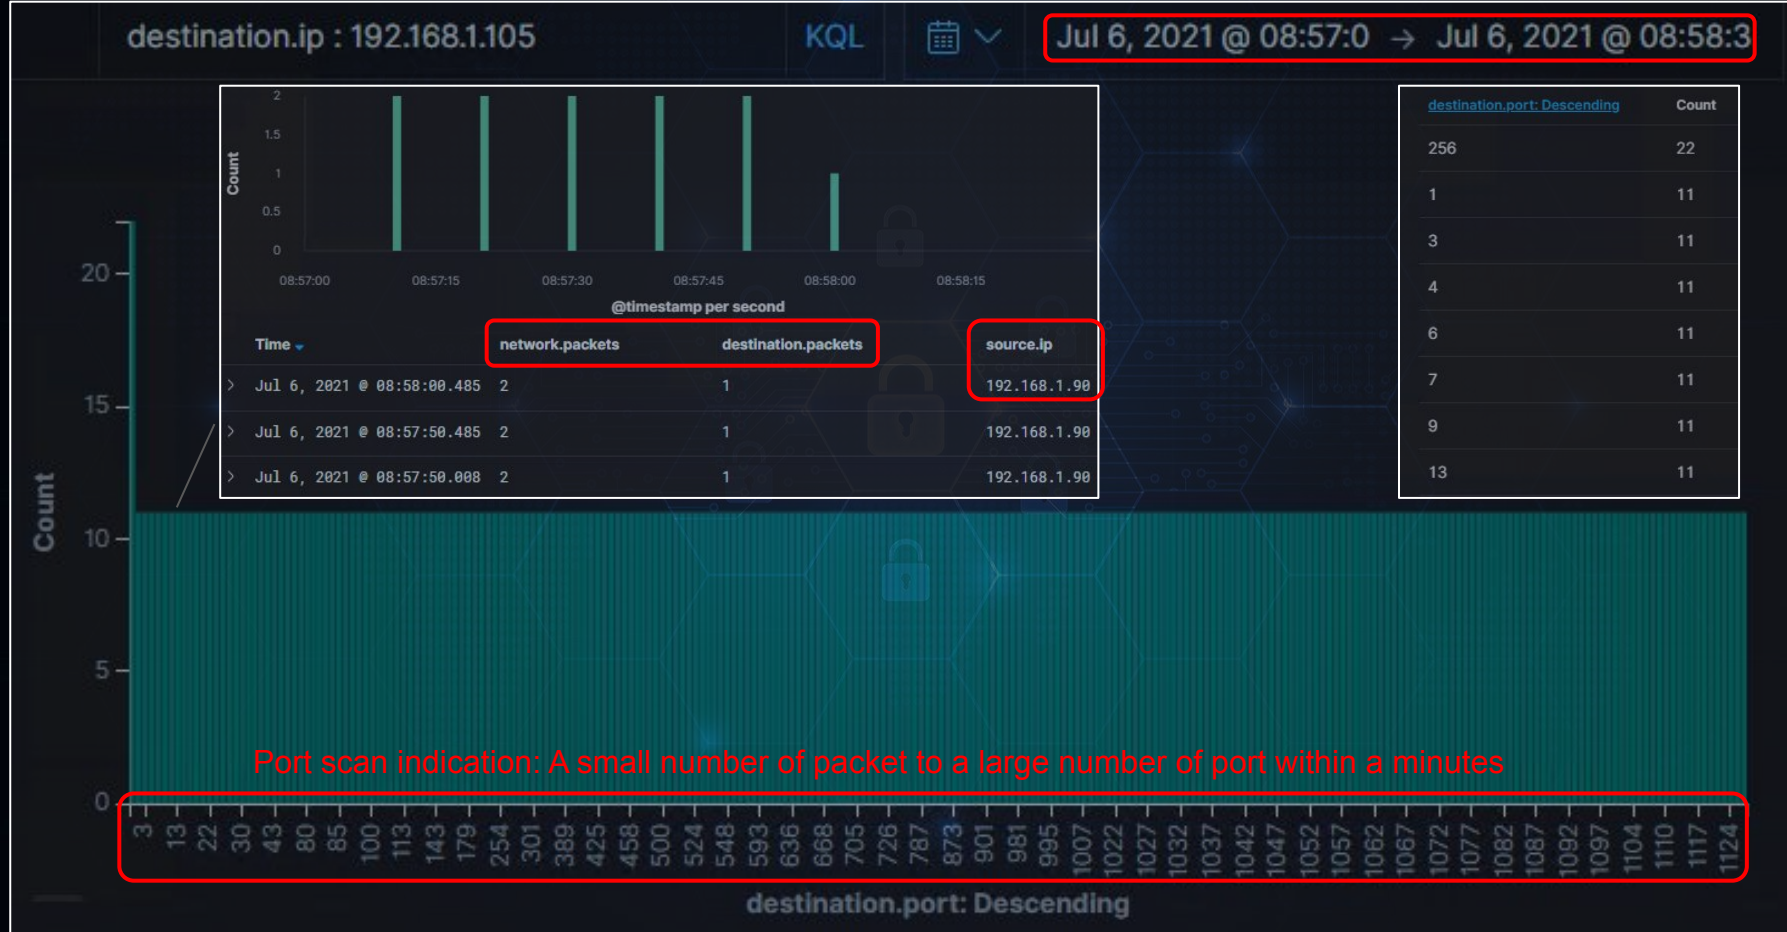 destination.ip : 192.168.1.105 KQL Jul 6, 2021 @ 08:57:0 → Jul 6, 2021 @ 08:58:3
2
1.5
1
0.5
0
Count
08:57:00 08:57:15 08:57:30 08:57:45 08:58:00 08:58:15
@timestamp per second
Time network.packets destination.packets source.ip
> Jul 6, 2021 @ 08:58:00.485 2 1 192.168.1.90
> Jul 6, 2021 @ 08:57:50.485 2 1 192.168.1.90
> Jul 6, 2021 @ 08:57:50.008 2 1 192.168.1.90
destination.port: Descending Count
256 22
1 11
3 11
4 11
6 11
7 11
9 11
13 11
20
15
10
5
0
Count
Port scan indication: A small number of packet to a large number of port within a minutes
3 13 22 30 43 80 85 100 113 143 179 254 301 389 425 458 500 524 548 593 636 668 705 726 787 873 901 981 995 1007 1022 1027 1032 1037 1042 1047 1052 1057 1062 1067 1072 1077 1082 1087 1092 1097 1104 1110 1117 1124
destination.port: Descending